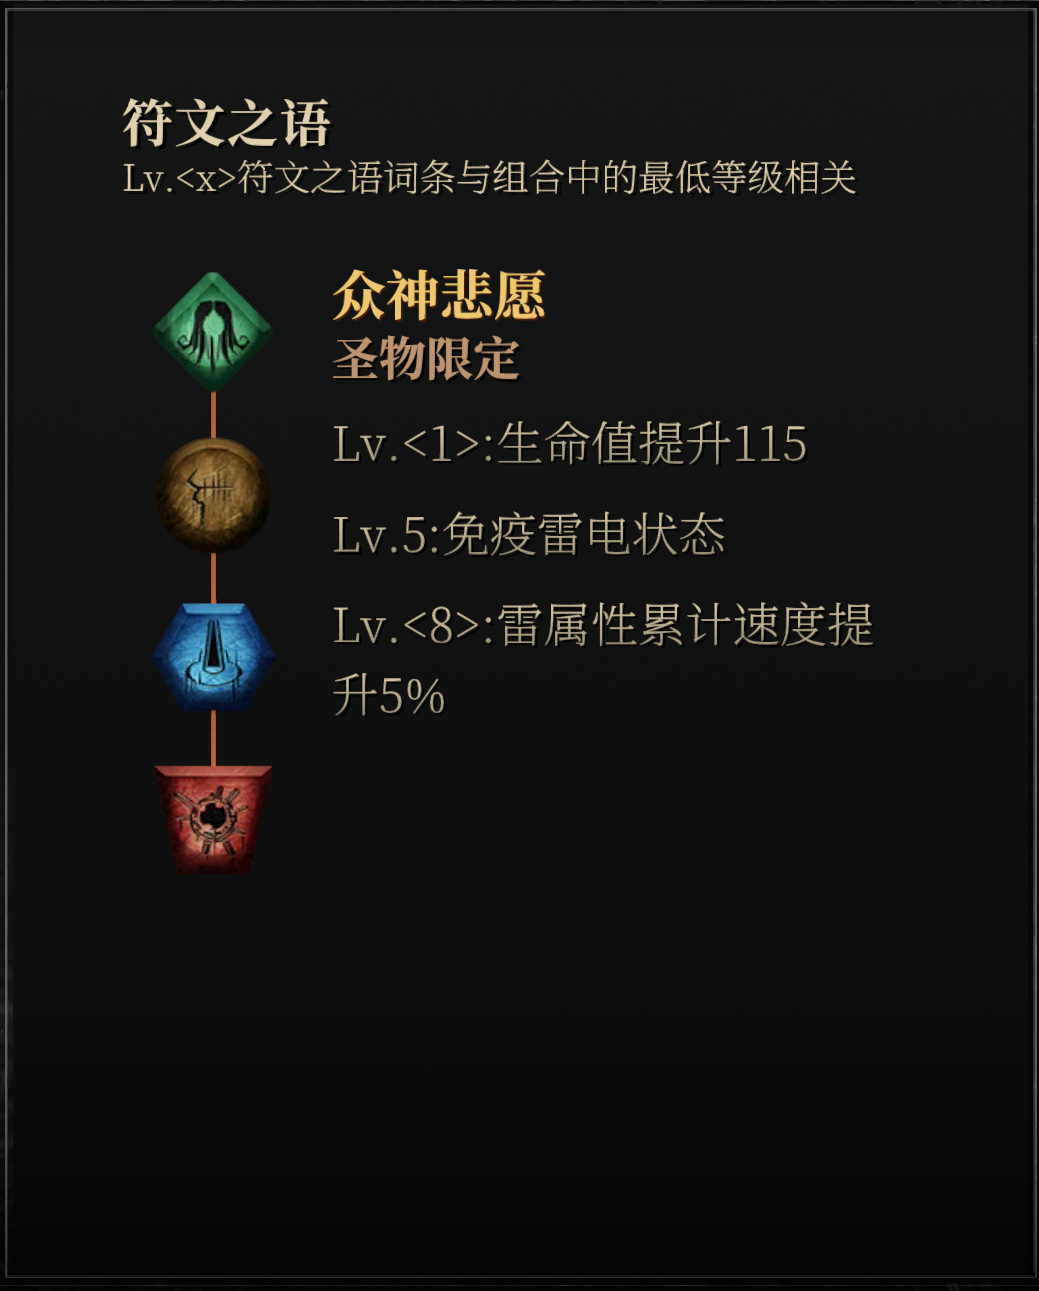 符文之语
Lv.<x>符文之语词条与组合中的最低等级相关
众神悲愿
圣物限定
Lv.<1>:生命值提升115
Lv.5:免疫雷电状态
Lv.<8>:雷属性累计速度提
升5%